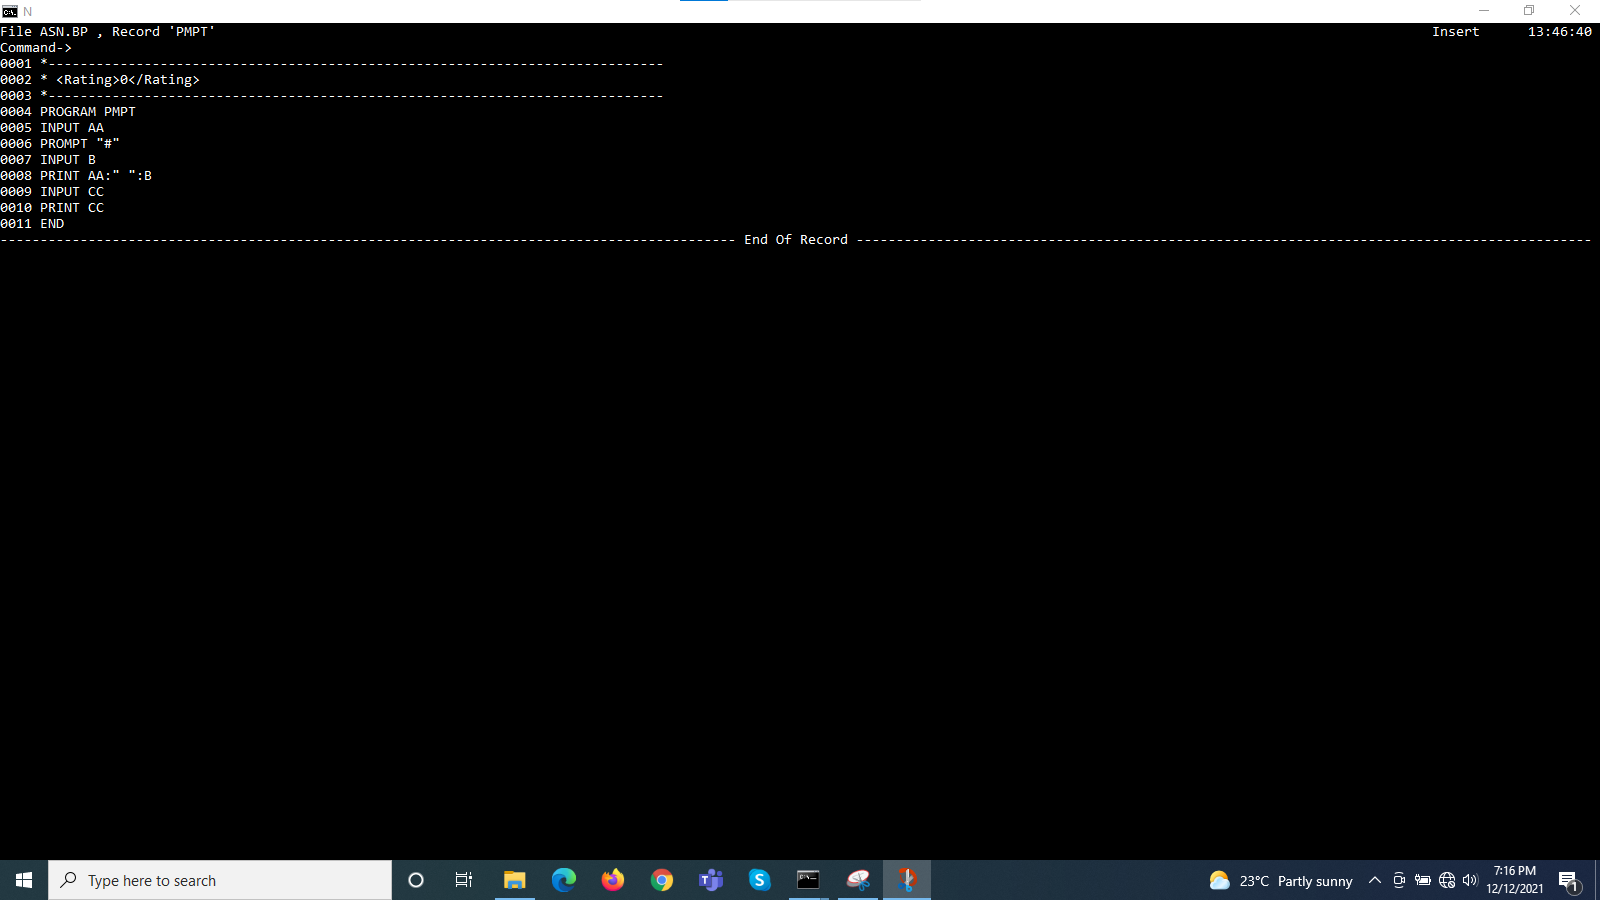 N
File ASN.BP , Record 'PMPT' Insert 13:46:40
Command->
0001 *-----------------------------------------------------------------------------
0002 * <Rating>0</Rating>
0003 *-----------------------------------------------------------------------------
0004 PROGRAM PMPT
0005 INPUT AA
0006 PROMPT "#"
0007 INPUT B
0008 PRINT AA:" ":B
0009 INPUT CC
0010 PRINT CC
0011 END
-------------------------------------------------------------------------------------------- End Of Record --------------------------------------------------------------------------------------------
Type here to search
23°C Partly sunny
7:16 PM
12/12/2021
1